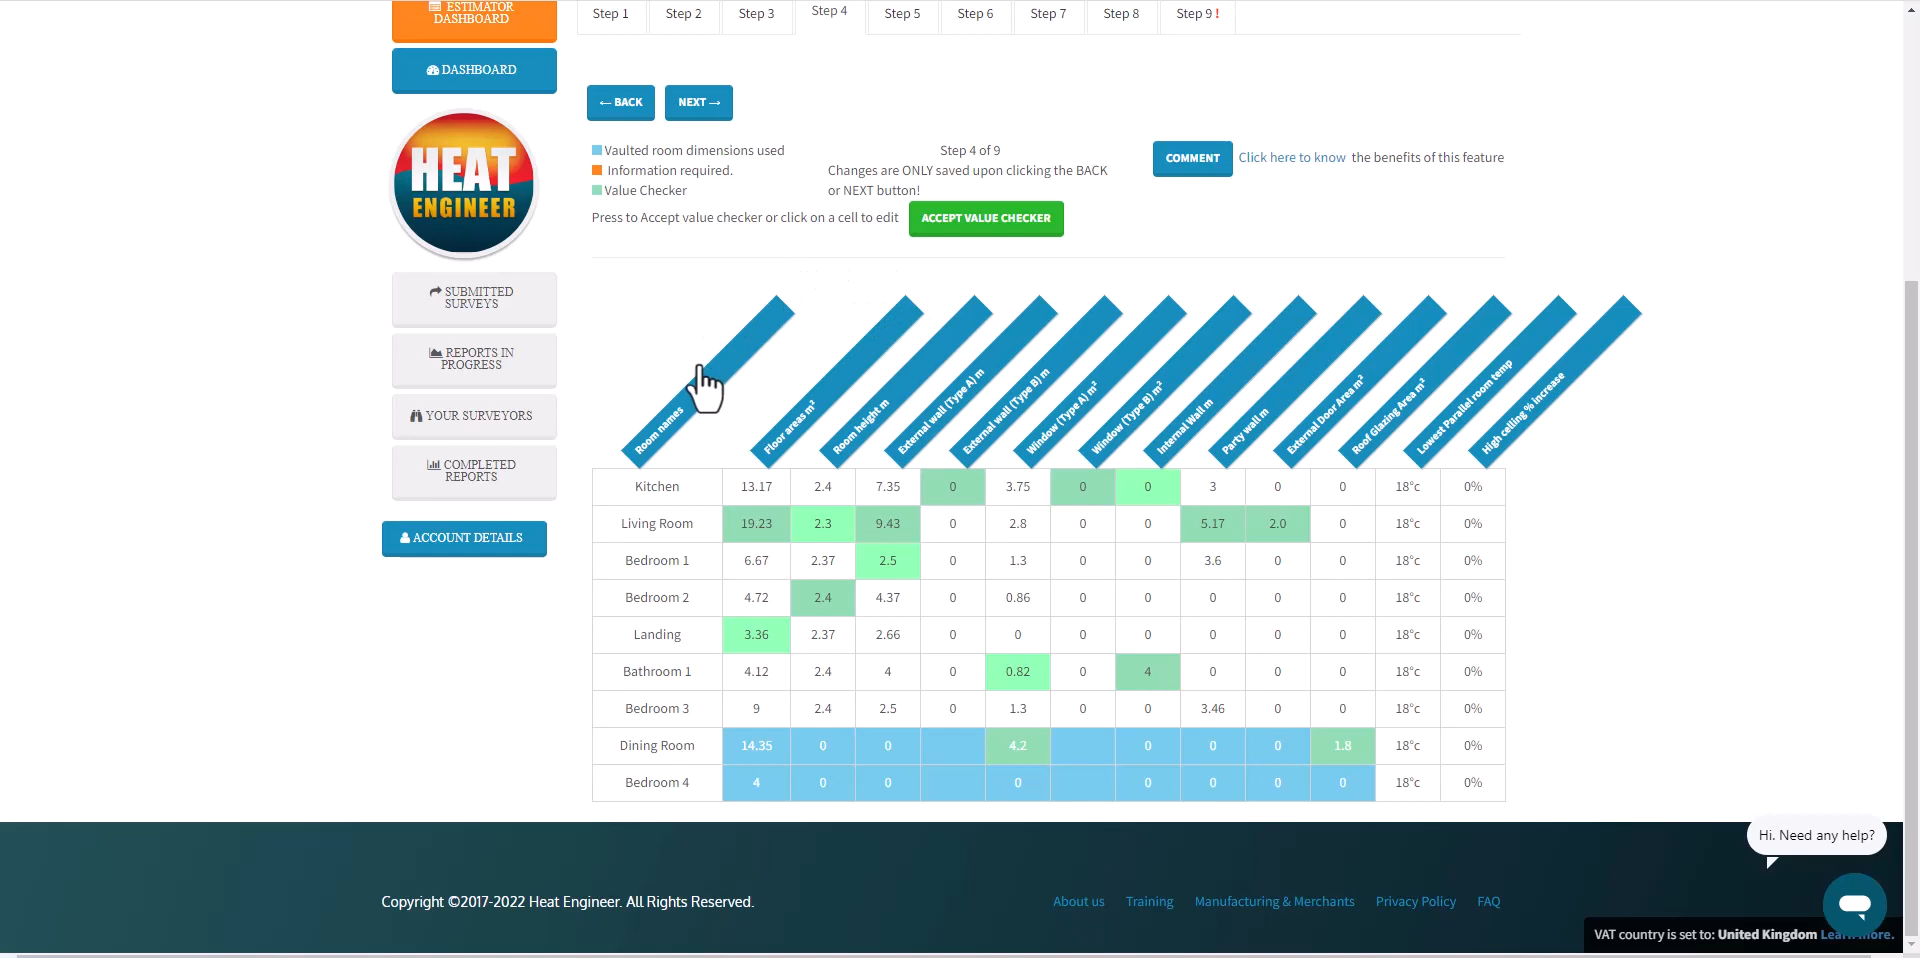 ESTIMATOR
DASHBOARD
Step 1
Step 2
Step 3
Step 4
Step 5
Step 6
Step 7
Step 8
Step 9 !
DASHBOARD
← BACK
NEXT →
HEAT
ENGINEER
Vaulted room dimensions used
Information required.
Value Checker
Step 4 of 9
Changes are ONLY saved upon clicking the BACK
or NEXT button!
COMMENT
Click here to know the benefits of this feature
Press to Accept value checker or click on a cell to edit
ACCEPT VALUE CHECKER
SUBMITTED
SURVEYS
REPORTS IN
PROGRESS
YOUR SURVEYORS
COMPLETED
REPORTS
ACCOUNT DETAILS
Room names
Floor areas m²
Room height m
External wall (Type A) m
External wall (Type B) m
Window (Type A) m²
Window (Type B) m²
Internal Wall m
Party wall m
External Door Area m²
Roof Glazing Area m²
Lowest Parallel room temp
High ceiling % increase
Kitchen 13.17 2.4 7.35 0 3.75 0 0 3 0 0 18°c 0%
Living Room 19.23 2.3 9.43 0 2.8 0 0 5.17 2.0 0 18°c 0%
Bedroom 1 6.67 2.37 2.5 0 1.3 0 0 3.6 0 0 18°c 0%
Bedroom 2 4.72 2.4 4.37 0 0.86 0 0 0 0 0 18°c 0%
Landing 3.36 2.37 2.66 0 0 0 0 0 0 0 18°c 0%
Bathroom 1 4.12 2.4 4 0 0.82 0 4 0 0 0 18°c 0%
Bedroom 3 9 2.4 2.5 0 1.3 0 0 3.46 0 0 18°c 0%
Dining Room 14.35 0 0 4.2 0 0 0 1.8 18°c 0%
Bedroom 4 4 0 0 0 0 0 0 0 18°c 0%
Hi. Need any help?
Copyright ©2017-2022 Heat Engineer. All Rights Reserved.
About us
Training
Manufacturing & Merchants
Privacy Policy
FAQ
VAT country is set to: United Kingdom Learn more.